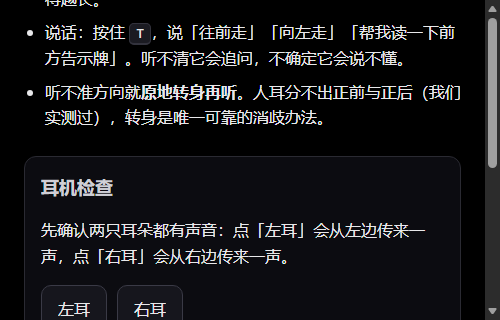 得越长。
说话：按住 T，说「往前走」「向左走」「帮我读一下前
方告示牌」。听不清它会追问，不确定它会说不懂。
听不准方向就原地转身再听。人耳分不出正前与正后（我们
实测过），转身是唯一可靠的消歧办法。
耳机检查
先确认两只耳朵都有声音：点「左耳」会从左边传来一
声，点「右耳」会从右边传来一声。
左耳 右耳